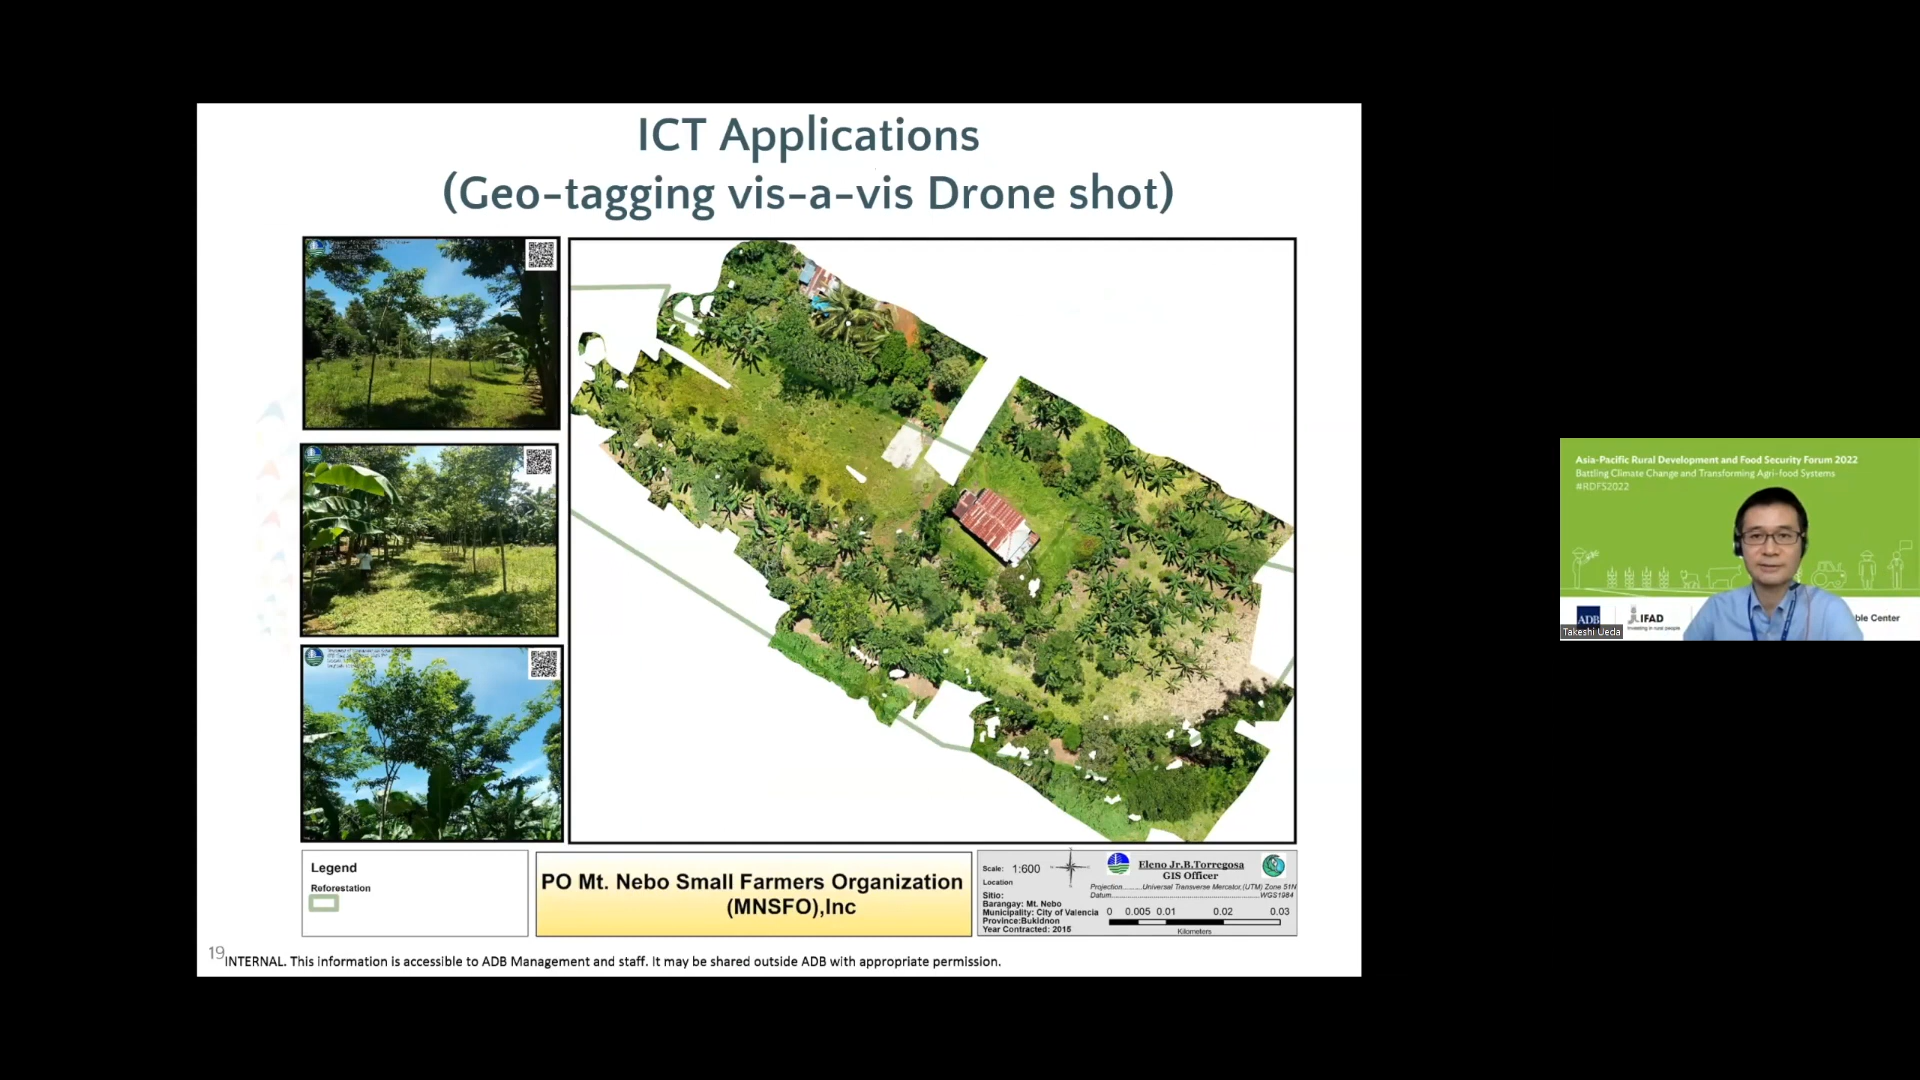 ICT Applications
(Geo-tagging vis-a-vis Drone shot)
Legend
Reforestation
PO Mt. Nebo Small Farmers Organization
(MNSFO),Inc
Scale: 1:600
Location
Sitio:
Barangay: Mt. Nebo
Municipality: City of Valencia
Province:Bukidnon
Year Contracted: 2015
Eleno Jr.B.Torregosa
GIS Officer
Projection.......Universal Transverse Mercator,(UTM) Zone 51N
Datum.......WGS1984
0 0.005 0.01 0.02 0.03
Kilometers
19
INTERNAL. This information is accessible to ADB Management and staff. It may be shared outside ADB with appropriate permission.
Asia-Pacific Rural Development and Food Security Forum 2022
Battling Climate Change and Transforming Agri-food Systems
#RDFS2022
ADB
IFAD
Investing in rural people
ble Center
Takeshi Ueda